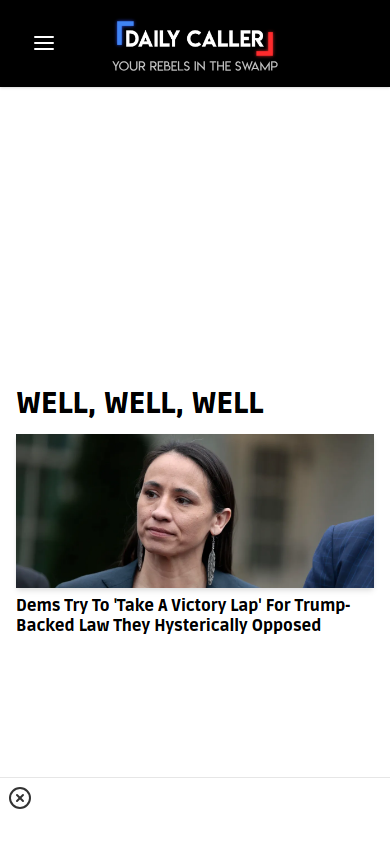 DAILY CALLER
YOUR REBELS IN THE SWAMP
WELL, WELL, WELL
Dems Try To 'Take A Victory Lap' For Trump-
Backed Law They Hysterically Opposed